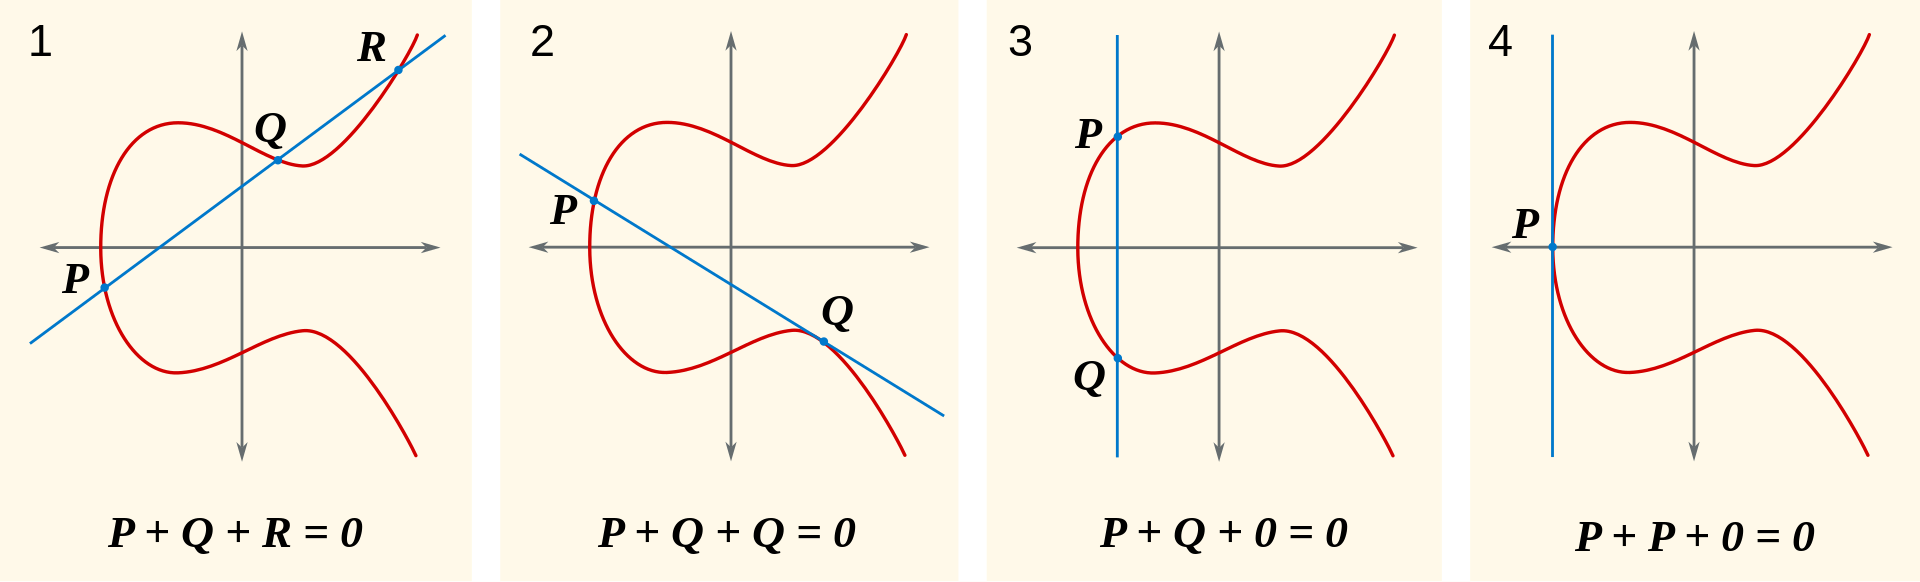 1
R
Q
P
P + Q + R = 0
2
P
Q
P + Q + Q = 0
3
P
Q
P + Q + 0 = 0
4
P
P + P + 0 = 0